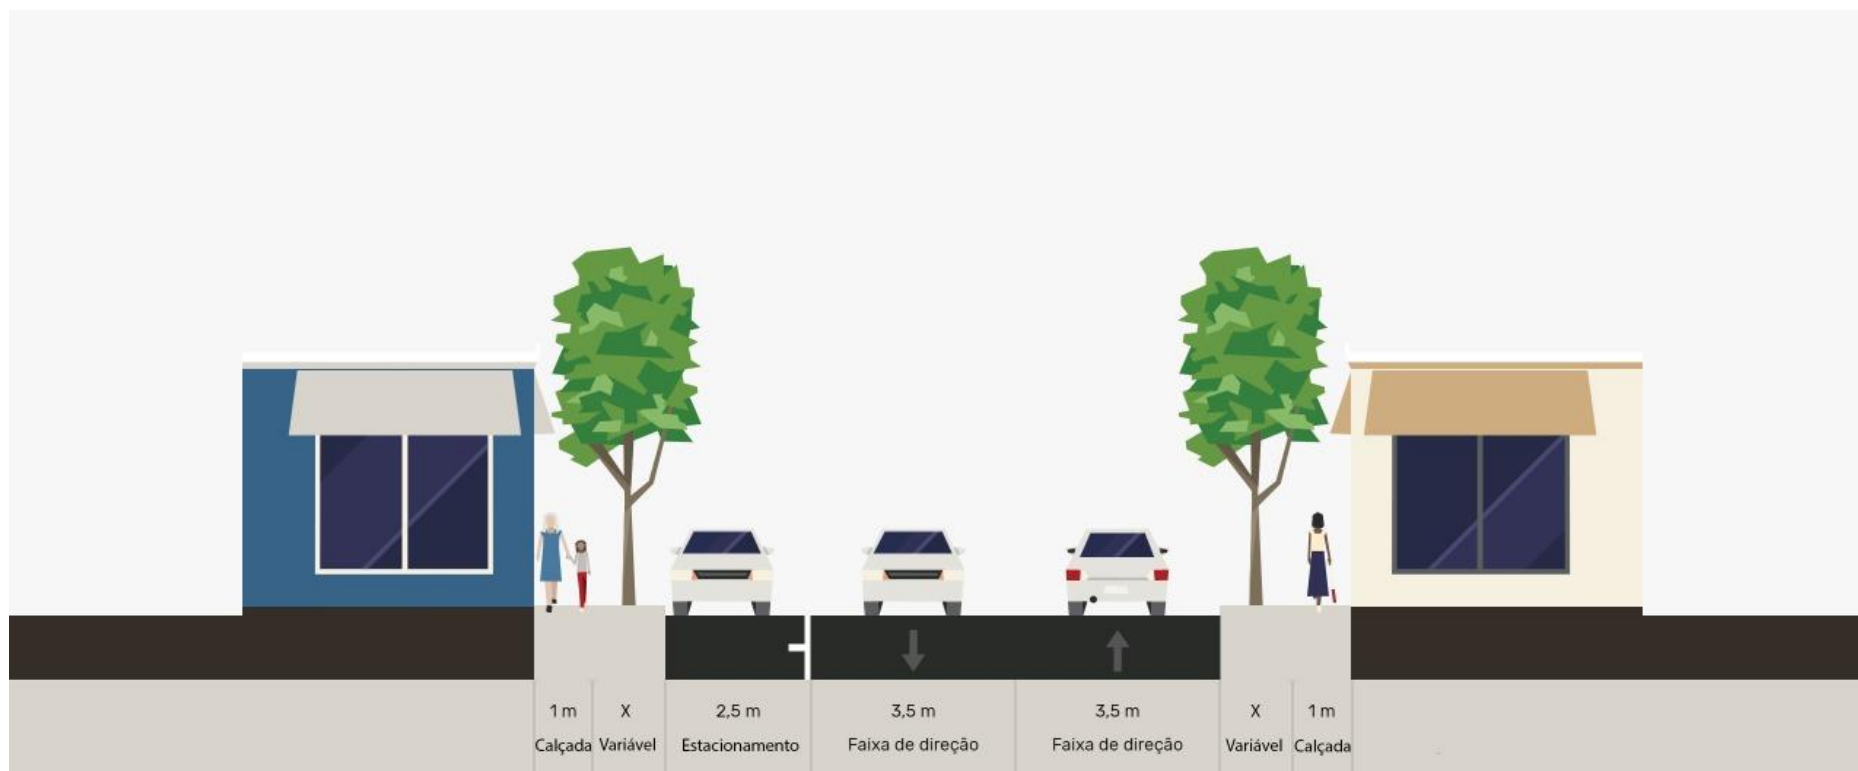 1 m X 2,5 m 3,5 m 3,5 m X 1 m
Calçada Variável Estacionamento Faixa de direção Faixa de direção Variável Calçada